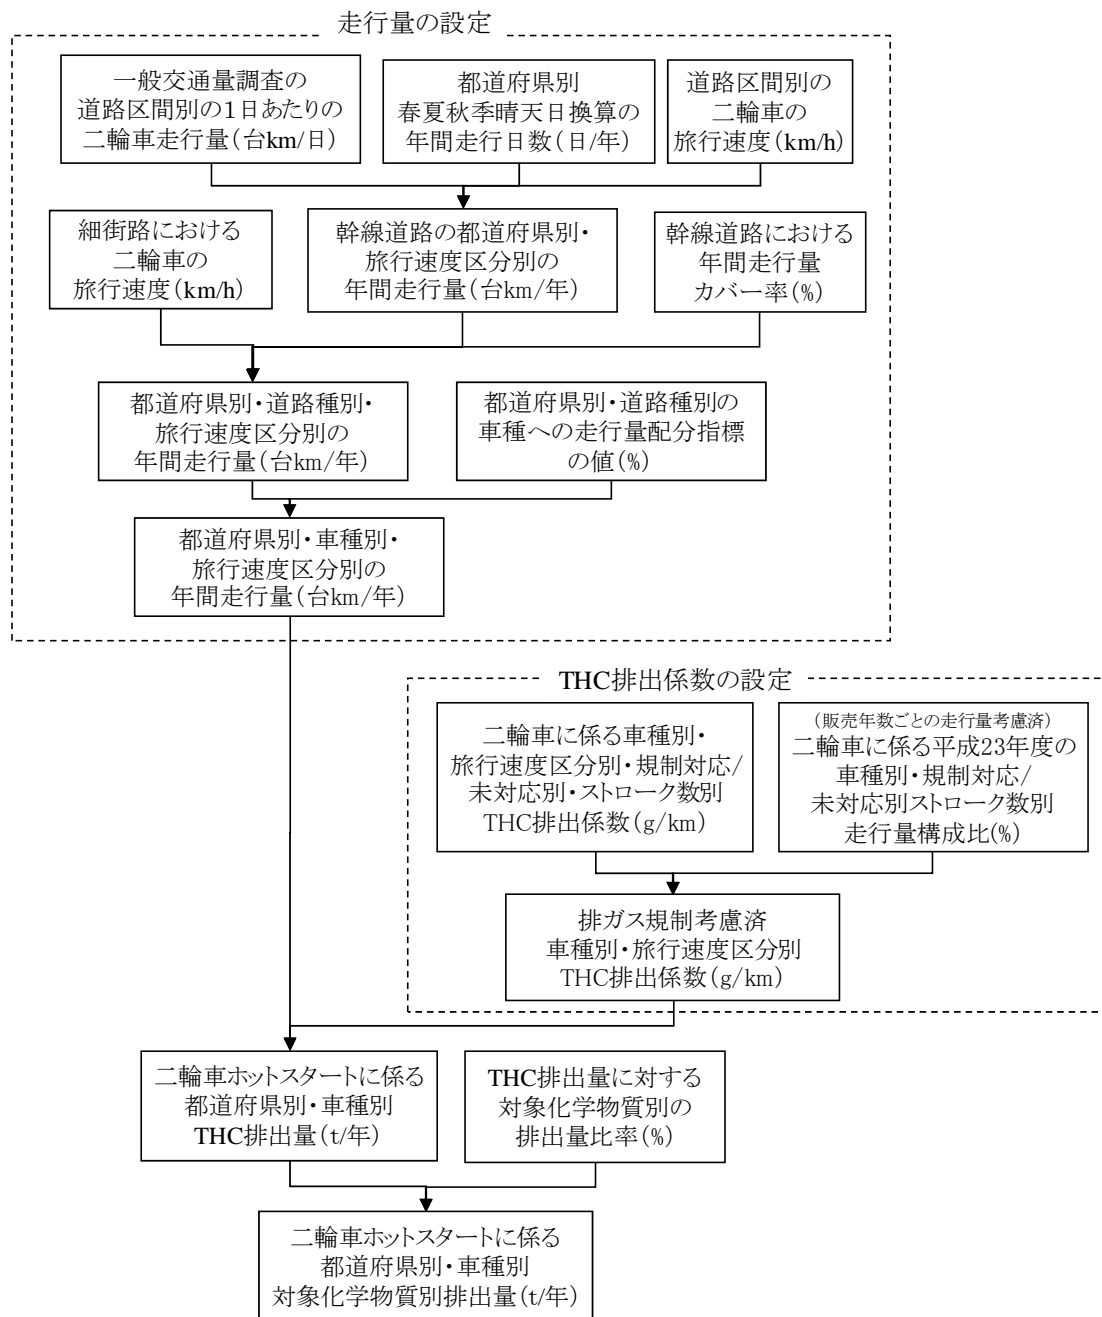 走行量の設定
一般交通量調査の
道路区間別の1日あたりの
二輪車走行量(台km/日)
都道府県別
春夏秋季晴天日換算の
年間走行日数(日/年)
道路区間別の
二輪車の
旅行速度(km/h)
細街路における
二輪車の
旅行速度(km/h)
幹線道路の都道府県別・
旅行速度区分別の
年間走行量(台km/年)
幹線道路における
年間走行量
カバー率(%)
都道府県別・道路種別・
旅行速度区分別の
年間走行量(台km/年)
都道府県別・道路種別の
車種への走行量配分指標
の値(%)
都道府県別・車種別・
旅行速度区分別の
年間走行量(台km/年)
THC排出係数の設定
二輪車に係る車種別・
旅行速度区分別・規制対応/
未対応別・ストローク数別
THC排出係数(g/km)
(販売年数ごとの走行量考慮済)
二輪車に係る平成23年度の
車種別・規制対応/
未対応別ストローク数別
走行量構成比(%)
排ガス規制考慮済
車種別・旅行速度区分別
THC排出係数(g/km)
二輪車ホットスタートに係る
都道府県別・車種別
THC排出量(t/年)
THC排出量に対する
対象化学物質別の
排出量比率(%)
二輪車ホットスタートに係る
都道府県別・車種別
対象化学物質別排出量(t/年)